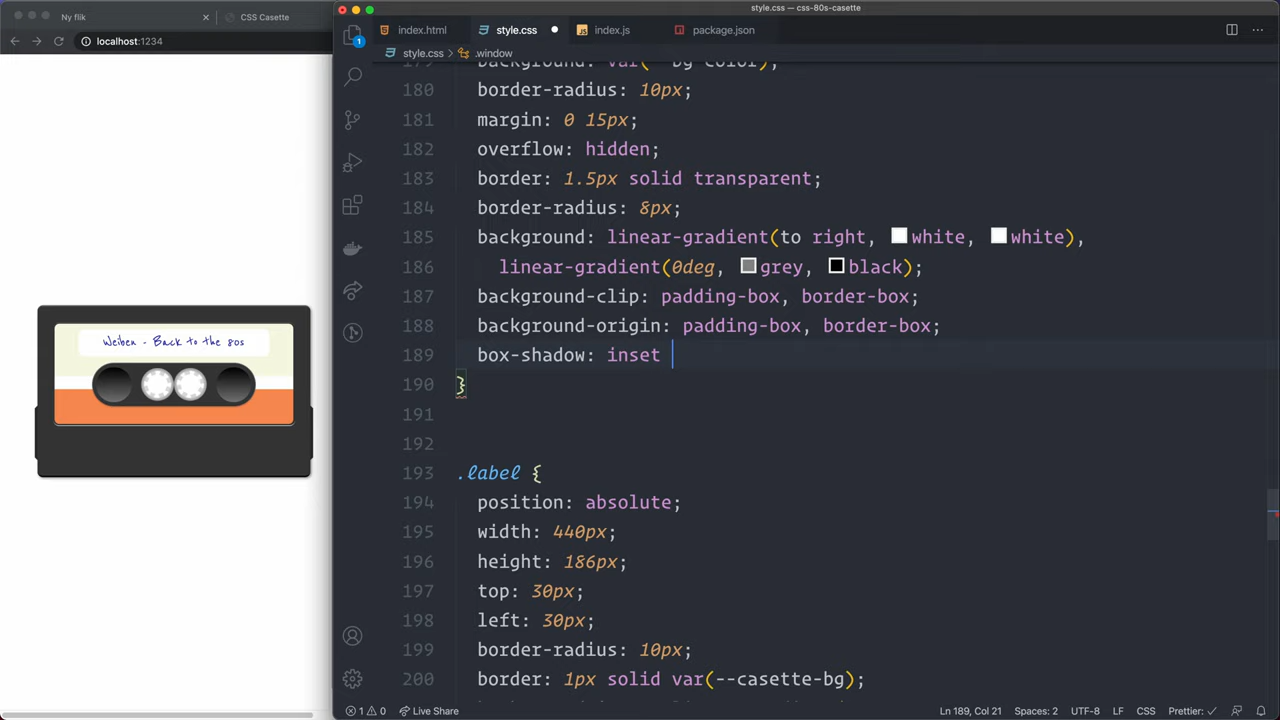 style.css — css-80s-casette
Ny flik
CSS Casette
index.html
style.css
index.js
package.json
localhost:1234
style.css > .window
179 background: var(--bg-color);
180 border-radius: 10px;
181 margin: 0 15px;
182 overflow: hidden;
183 border: 1.5px solid transparent;
184 border-radius: 8px;
185 background: linear-gradient(to right, white, white),
186 linear-gradient(0deg, grey, black);
187 background-clip: padding-box, border-box;
188 background-origin: padding-box, border-box;
189 box-shadow: inset
190 }
191
192
193 .label {
194 position: absolute;
195 width: 440px;
196 height: 186px;
197 top: 30px;
198 left: 30px;
199 border-radius: 10px;
200 border: 1px solid var(--casette-bg);
Weiben - Back to the 80s
1
1 0
Live Share
Ln 189, Col 21
Spaces: 2
UTF-8
LF
CSS
Prettier: ✓